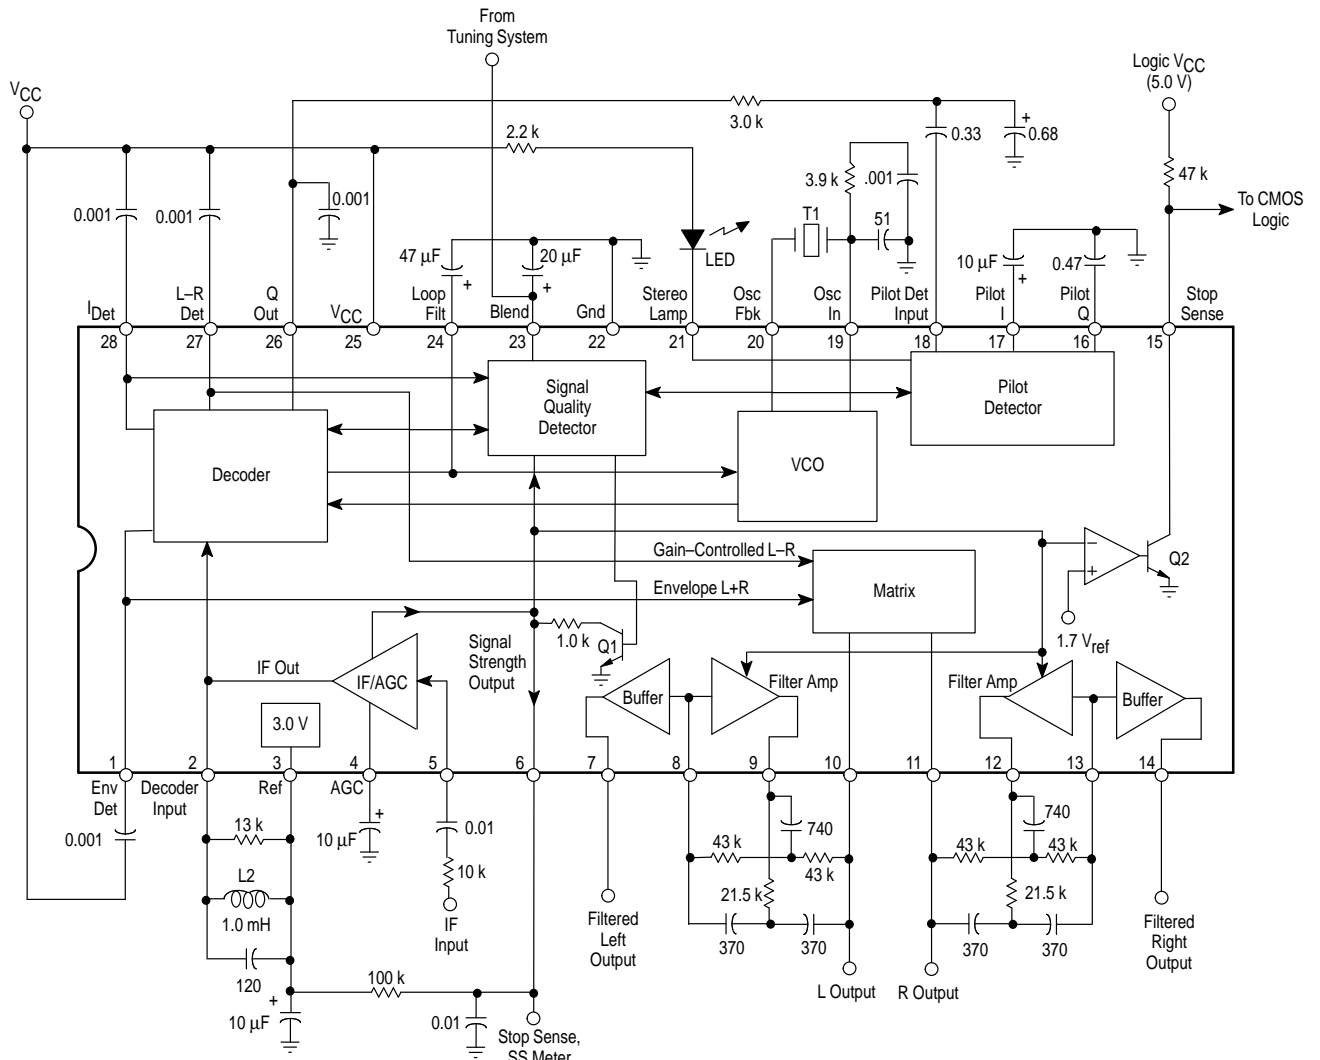 From
Tuning System
Logic VCC
(5.0 V)
VCC
3.0 k
0.33
+
0.68
2.2 k
47 k
To CMOS
Logic
0.001
0.001
0.001
3.9 k
.001
T1
51
LED
47 µF
+
20 µF
+
10 µF
+
0.47
IDet
L–R
Det
Q
Out
VCC
Loop
Filt
Blend
Gnd
Stereo
Lamp
Osc
Fbk
Osc
In
Pilot Det
Input
Pilot
I
Pilot
Q
Stop
Sense
28
27
26
25
24
23
22
21
20
19
18
17
16
15
Signal
Quality
Detector
Pilot
Detector
Decoder
VCO
Gain–Controlled L–R
Envelope L+R
Matrix
–
+
Q2
1.7 Vref
Signal
Strength
Output
1.0 k
Q1
IF Out
IF/AGC
3.0 V
Buffer
Filter Amp
Filter Amp
Buffer
1
2
3
4
5
6
7
8
9
10
11
12
13
14
Env
Det
Decoder
Input
Ref
AGC
0.001
13 k
L2
1.0 mH
120
+
10 µF
+
10 µF
0.01
10 k
IF
Input
100 k
0.01
Stop Sense,
SS Meter
Filtered
Left
Output
740
43 k
43 k
21.5 k
370
370
L Output
R Output
740
43 k
43 k
21.5 k
370
370
Filtered
Right
Output